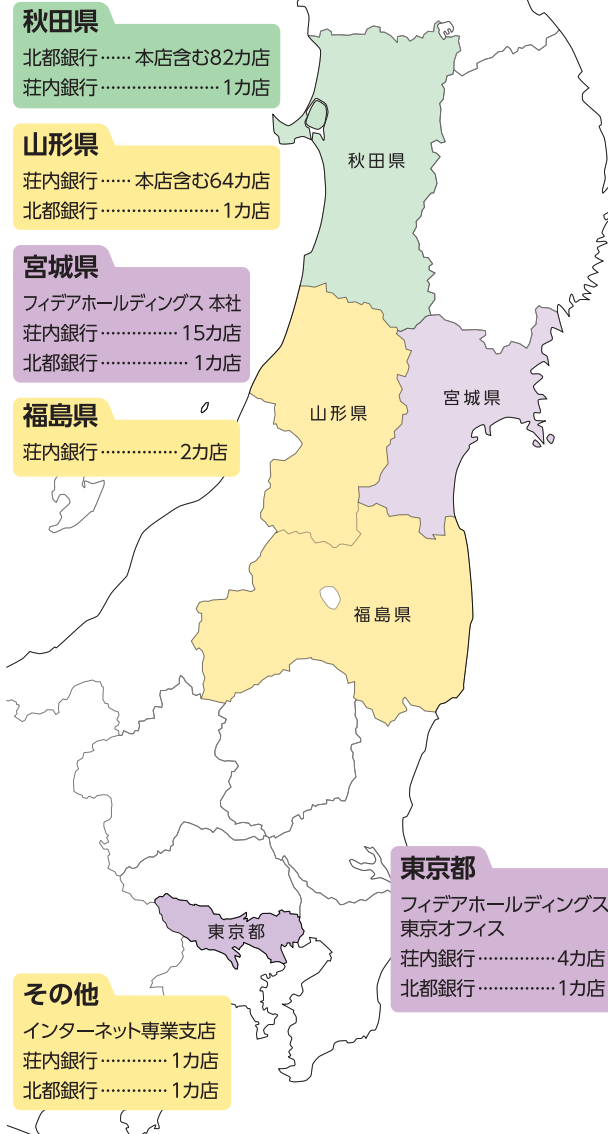 秋田県
北都銀行……本店含む82カ店
荘内銀行……………………1カ店
山形県
荘内銀行……本店含む64カ店
北都銀行……………………1カ店
宮城県
フィデアホールディングス 本社
荘内銀行……………15カ店
北都銀行………………1カ店
福島県
荘内銀行……………2カ店
秋田県
山形県
宮城県
福島県
東京都
東京都
フィデアホールディングス
東京オフィス
荘内銀行……………4カ店
北都銀行……………1カ店
その他
インターネット専業支店
荘内銀行…………1カ店
北都銀行…………1カ店